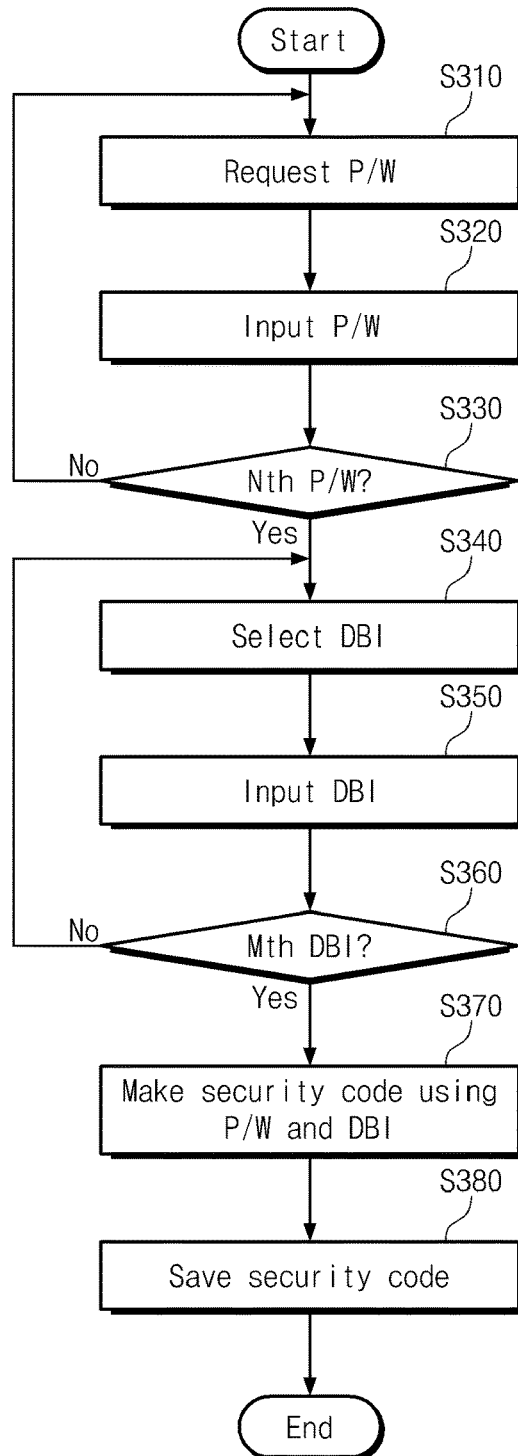 Start
S310
Request P/W
S320
Input P/W
S330
Nth P/W?
No
Yes
S340
Select DBI
S350
Input DBI
S360
Mth DBI?
No
Yes
S370
Make security code using
P/W and DBI
S380
Save security code
End